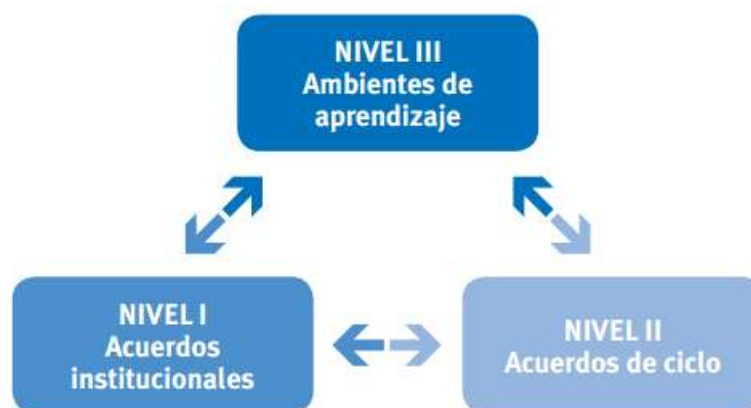 NIVEL III
Ambientes de
aprendizaje
NIVEL I
Acuerdos
institucionales
NIVEL II
Acuerdos de ciclo